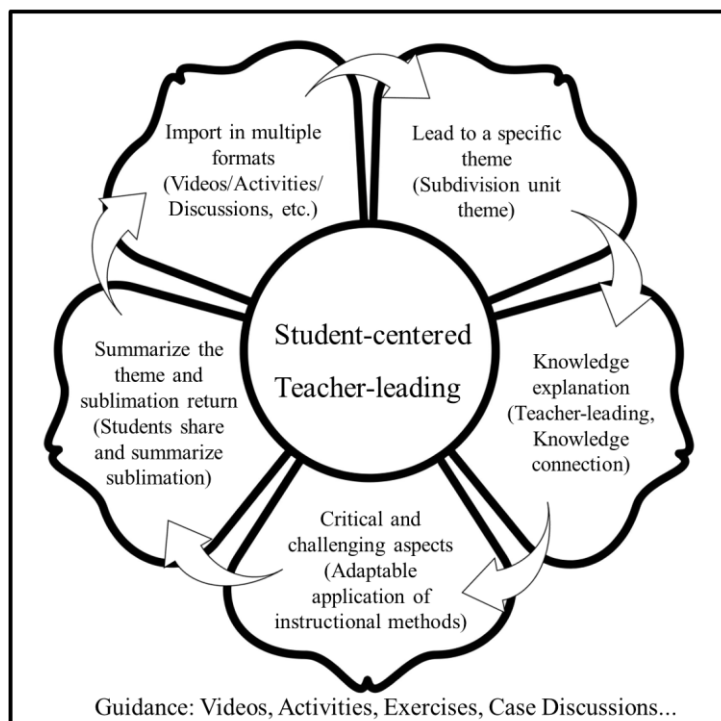 Import in multiple
formats
(Videos/Activities/
Discussions, etc.)
Lead to a specific
theme
(Subdivision unit
theme)
Student-centered
Teacher-leading
Knowledge
explanation
(Teacher-leading,
Knowledge
connection)
Critical and
challenging aspects
(Adaptable
application of
instructional methods)
Summarize the
theme and
sublimation return
(Students share
and summarize
sublimation)
Guidance: Videos, Activities, Exercises, Case Discussions...